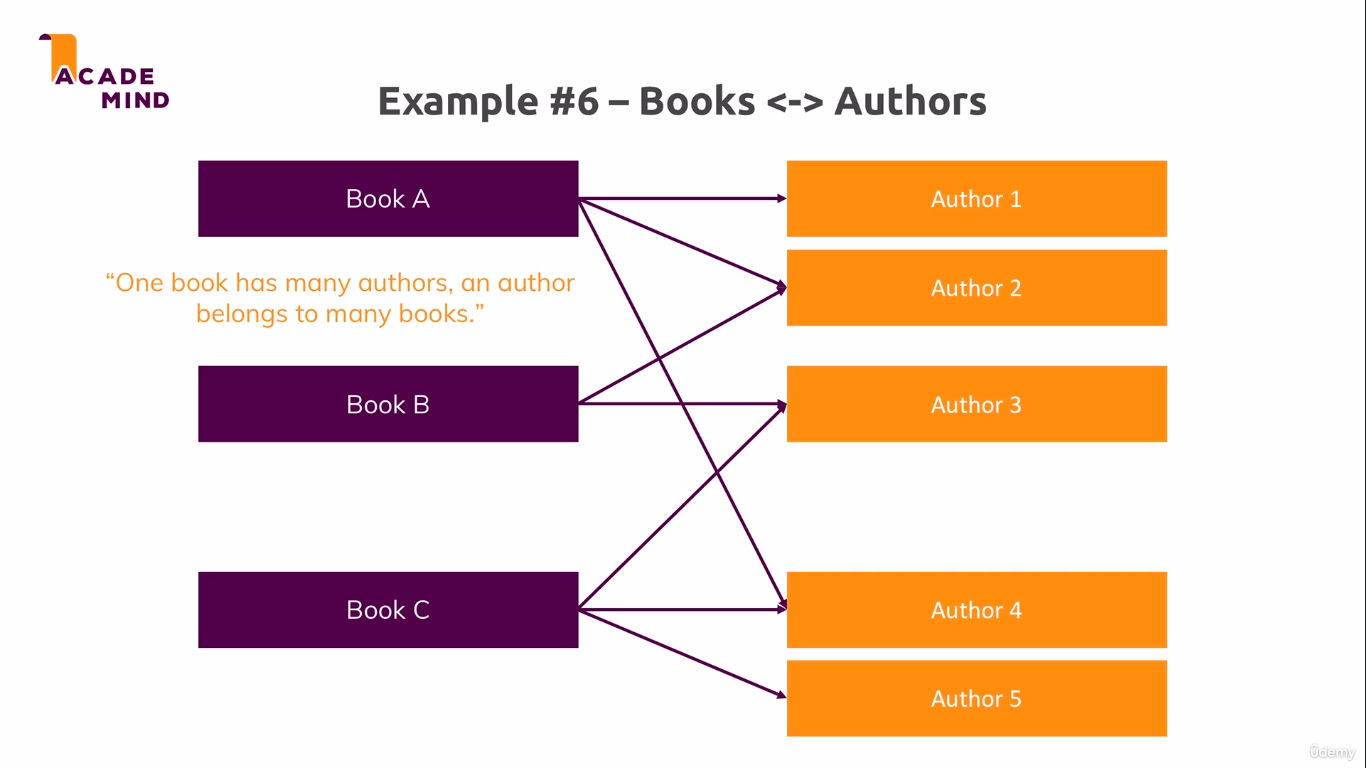 ACADE
MIND
Example #6 – Books <-> Authors
Book A
Author 1
“One book has many authors, an author
belongs to many books.”
Author 2
Book B
Author 3
Book C
Author 4
Author 5
ûdemy